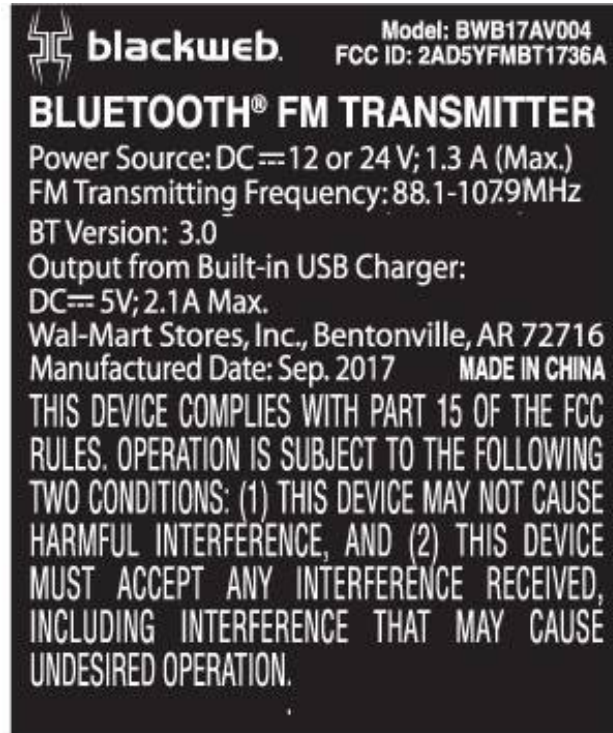 blackweb.
Model: BWB17AV004
FCC ID: 2AD5YFMBT1736A
BLUETOOTH® FM TRANSMITTER
Power Source: DC⎓12 or 24 V; 1.3 A (Max.)
FM Transmitting Frequency: 88.1-107.9MHz
BT Version: 3.0
Output from Built-in USB Charger:
DC⎓ 5V; 2.1A Max.
Wal-Mart Stores, Inc., Bentonville, AR 72716
Manufactured Date: Sep. 2017 MADE IN CHINA
THIS DEVICE COMPLIES WITH PART 15 OF THE FCC
RULES. OPERATION IS SUBJECT TO THE FOLLOWING
TWO CONDITIONS: (1) THIS DEVICE MAY NOT CAUSE
HARMFUL INTERFERENCE, AND (2) THIS DEVICE
MUST ACCEPT ANY INTERFERENCE RECEIVED,
INCLUDING INTERFERENCE THAT MAY CAUSE
UNDESIRED OPERATION.